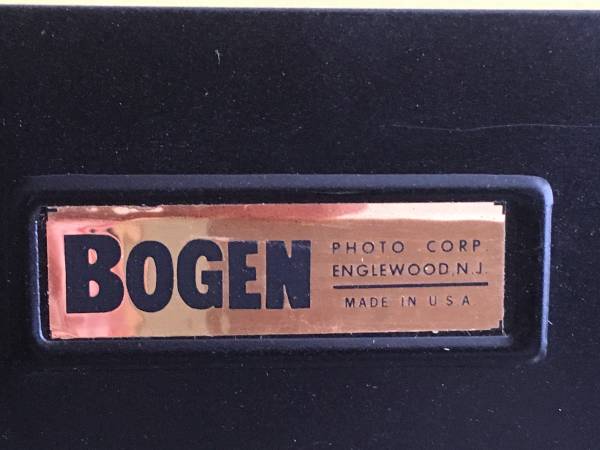 BOGEN
PHOTO CORP.
ENGLEWOOD, N.J.
MADE IN U S A